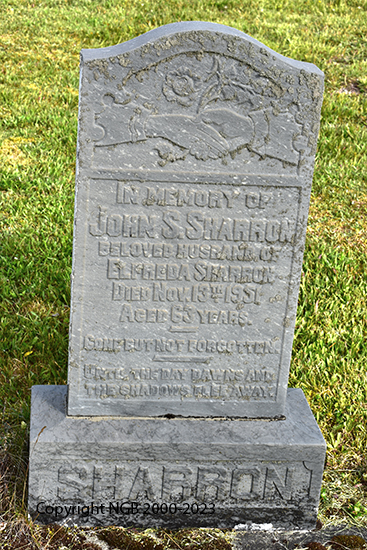 IN MEMORY OF
JOHN S. SHARRON
BELOVED HUSBAND OF
ELFREDA SHARRON
DIED NOV. 13TH 1931
AGED 63 YEARS.
GONE BUT NOT FORGOTTEN.
UNTIL THE DAY DAWNS AND
THE SHADOWS FLEE AWAY.
SHARRON
Copyright NGB 2000-2023